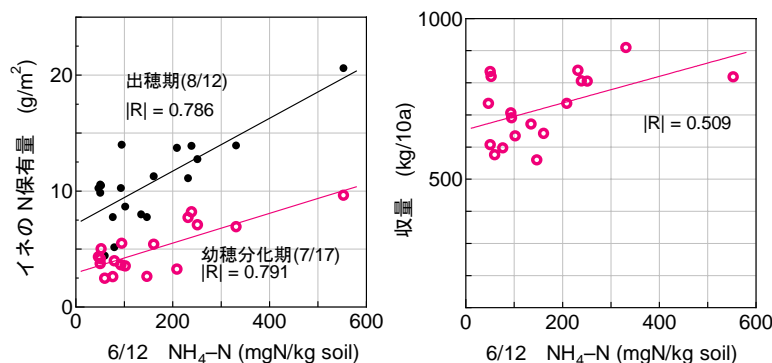 イネの N保有量 (g/m²)
20
10
0
出穂期(8/12)
|R| = 0.786
幼穂分化期(7/17)
|R| = 0.791
0 200 400 600
6/12 NH₄–N (mgN/kg soil)
収量 (kg/10a)
1000
500
|R| = 0.509
0 200 400 600
6/12 NH₄–N (mgN/kg soil)